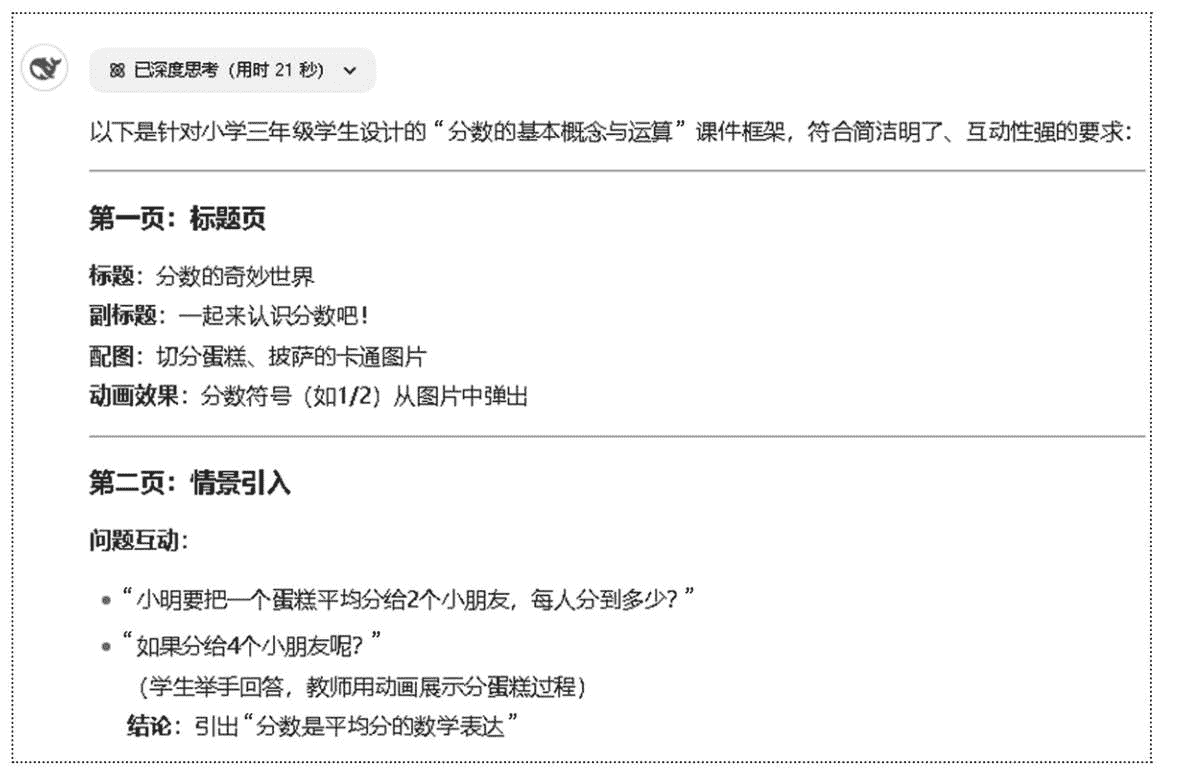 已深度思考（用时 21 秒）
以下是针对小学三年级学生设计的“分数的基本概念与运算”课件框架，符合简洁明了、互动性强的要求：
第一页：标题页
标题：分数的奇妙世界
副标题：一起来认识分数吧！
配图：切分蛋糕、披萨的卡通图片
动画效果：分数符号（如1/2）从图片中弹出
第二页：情景引入
问题互动：
“小明要把一个蛋糕平均分给2个小朋友，每人分到多少？”
“如果分给4个小朋友呢？”
（学生举手回答，教师用动画展示分蛋糕过程）
结论：引出“分数是平均分的数学表达”